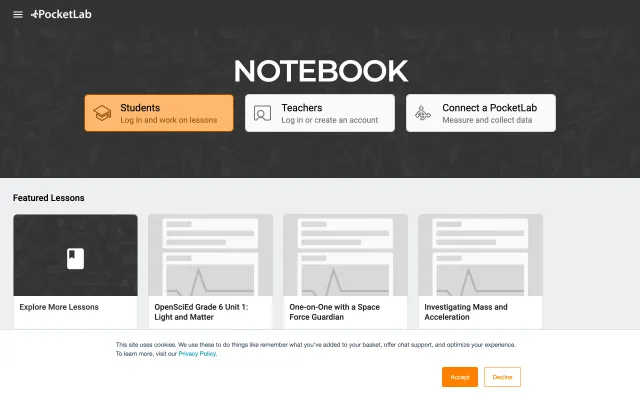 PocketLab
NOTEBOOK
Students
Log in and work on lessons
Teachers
Log in or create an account
Connect a PocketLab
Measure and collect data
Featured Lessons
Explore More Lessons
OpenSciEd Grade 6 Unit 1:
Light and Matter
One-on-One with a Space
Force Guardian
Investigating Mass and
Acceleration
This site uses cookies. We use these to do things like remember what you've added to your basket, offer chat support, and optimize your experience.
To learn more, visit our Privacy Policy.
Accept
Decline